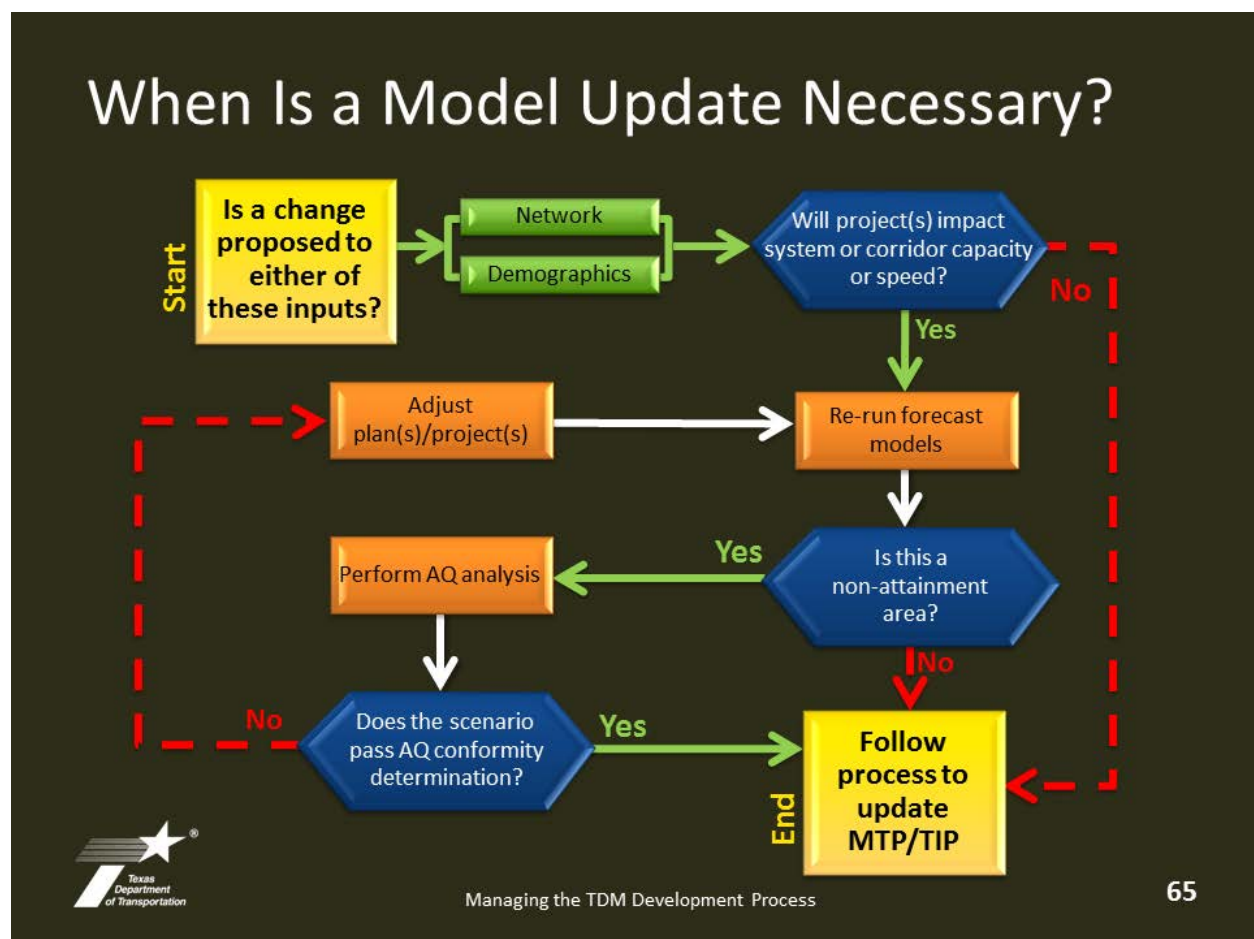 When Is a Model Update Necessary?
Start
Is a change
proposed to
either of
these inputs?
Network
Demographics
Will project(s) impact
system or corridor capacity
or speed?
No
Yes
Adjust
plan(s)/project(s)
Re-run forecast
models
Perform AQ analysis
Yes
Is this a
non-attainment
area?
No
No
Does the scenario
pass AQ conformity
determination?
Yes
End
Follow
process to
update
MTP/TIP
®
Texas
Department
of Transportation
Managing the TDM Development Process
65